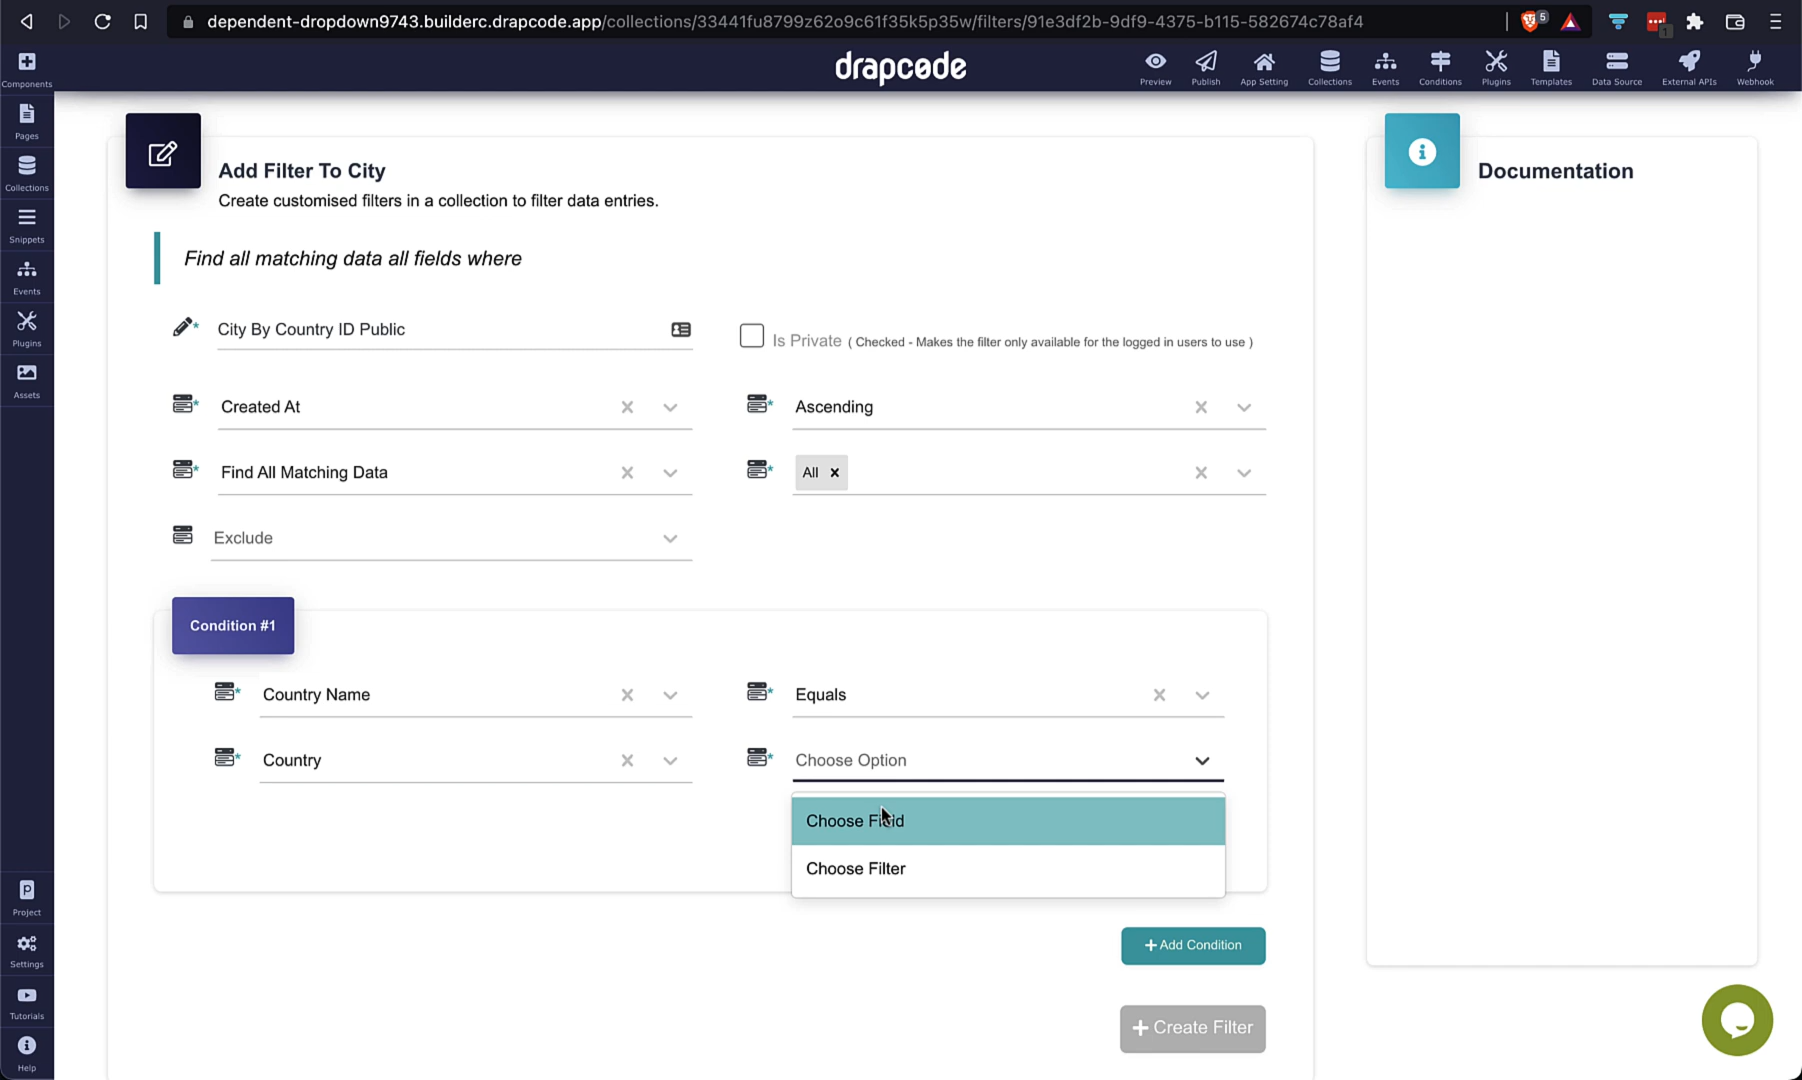 dependent-dropdown9743.builderc.drapcode.app/collections/33441fu8799z62o9c61f35k5p35w/filters/91e3df2b-9df9-4375-b115-582674c78af4
5
1
drapcode
Preview
Publish
App Setting
Collections
Events
Conditions
Plugins
Templates
Data Source
External APIs
Webhook
Components
Pages
Collections
Snippets
Events
Plugins
Assets
Project
Settings
Tutorials
Help
Add Filter To City
Create customised filters in a collection to filter data entries.
Find all matching data all fields where
* City By Country ID Public
Is Private ( Checked - Makes the filter only available for the logged in users to use )
* Created At
* Ascending
* Find All Matching Data
* All
Exclude
Condition #1
* Country Name
* Equals
* Country
* Choose Option
Choose Field
Choose Filter
+ Add Condition
+ Create Filter
Documentation